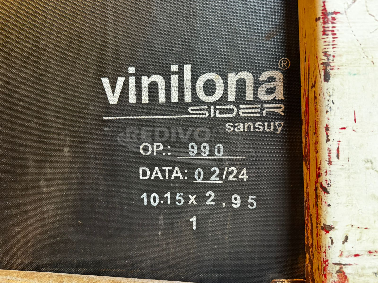 vinilona®
SIDER
sansuy
REDIVO
OP.: 990
DATA: 02/24
10.15 x 2,95
1